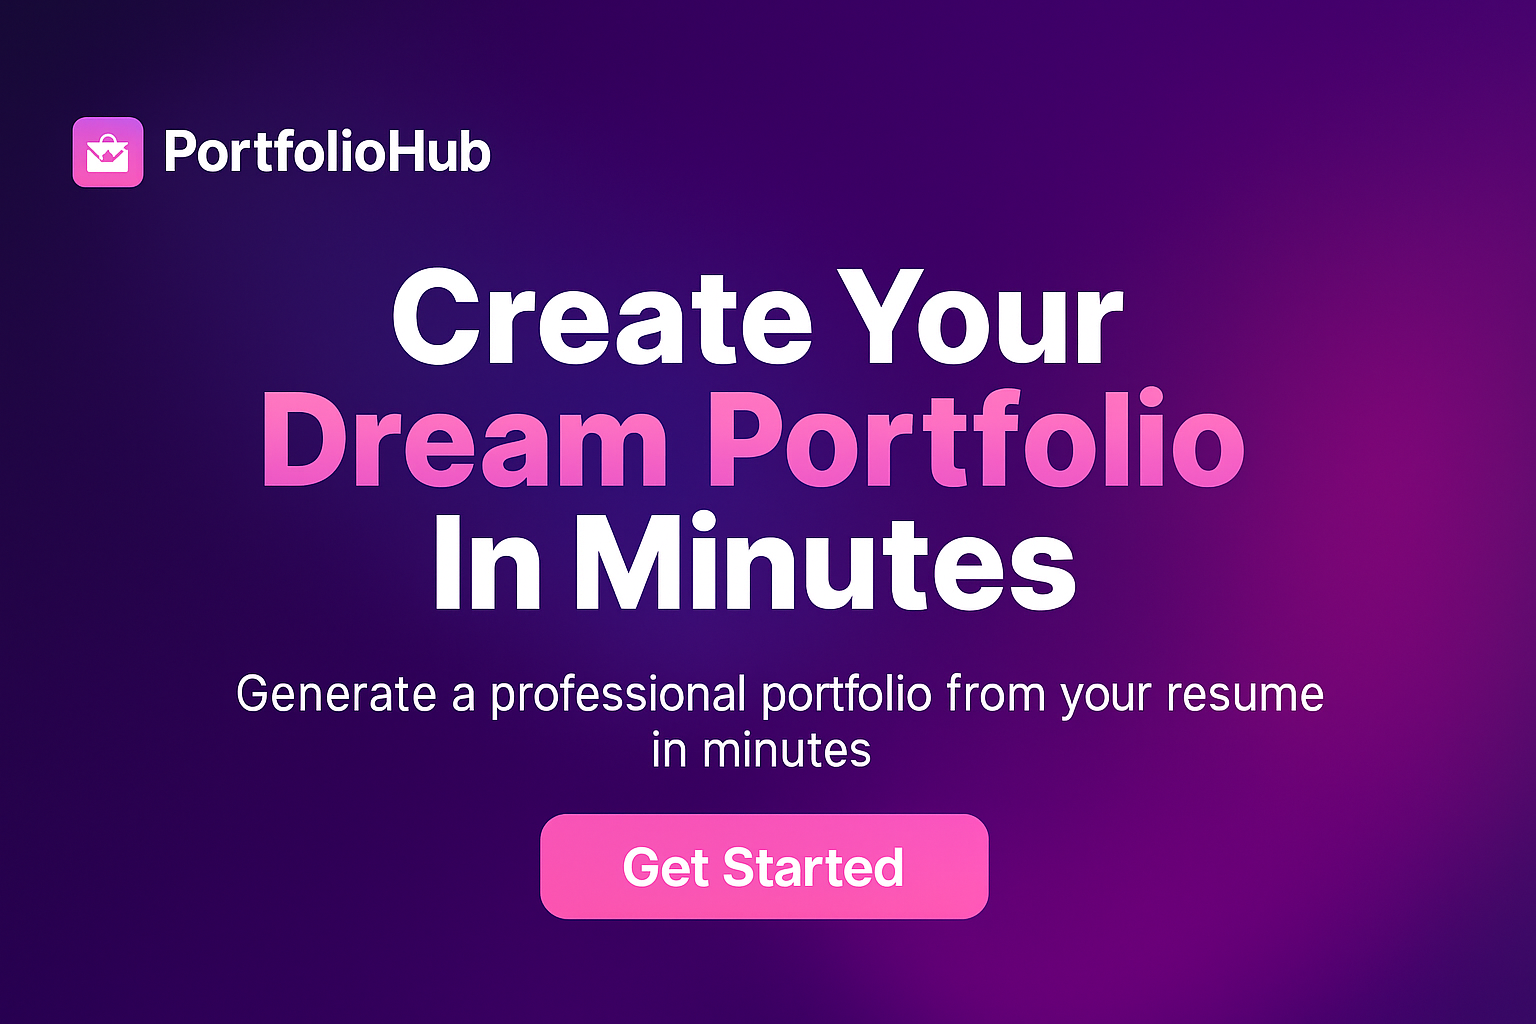 PortfolioHub
Create Your
Dream Portfolio
In Minutes
Generate a professional portfolio from your resume
in minutes
Get Started